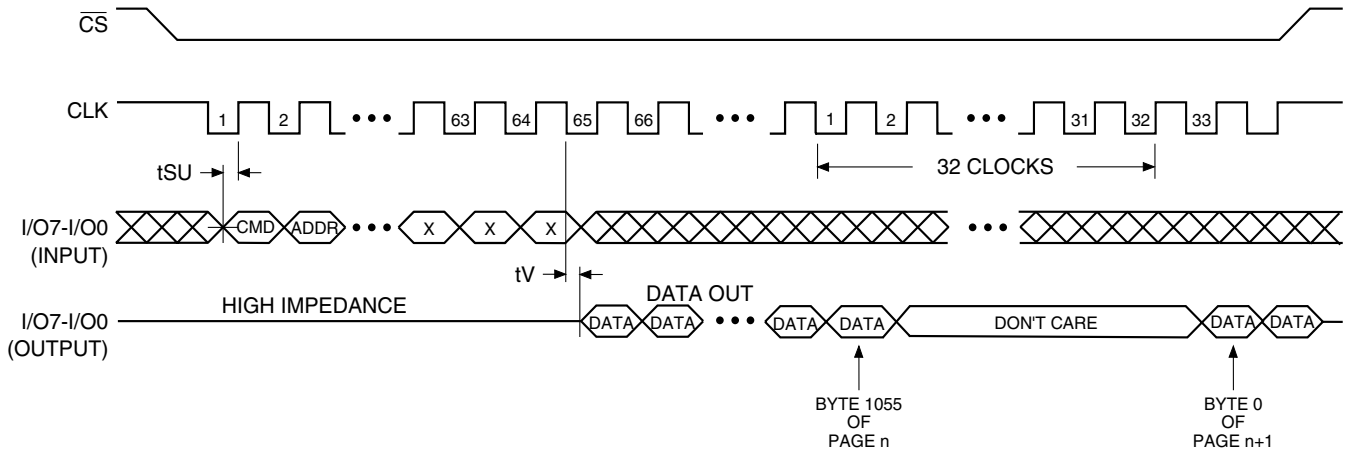 CS
CLK
1 2 ••• 63 64 65 66 ••• 1 2 ••• 31 32 33
tSU
32 CLOCKS
I/O7-I/O0
(INPUT)
CMD ADDR ••• X X X •••
tV
HIGH IMPEDANCE
DATA OUT
I/O7-I/O0
(OUTPUT)
DATA DATA ••• DATA DATA DON'T CARE DATA DATA
BYTE 1055
OF
PAGE n
BYTE 0
OF
PAGE n+1